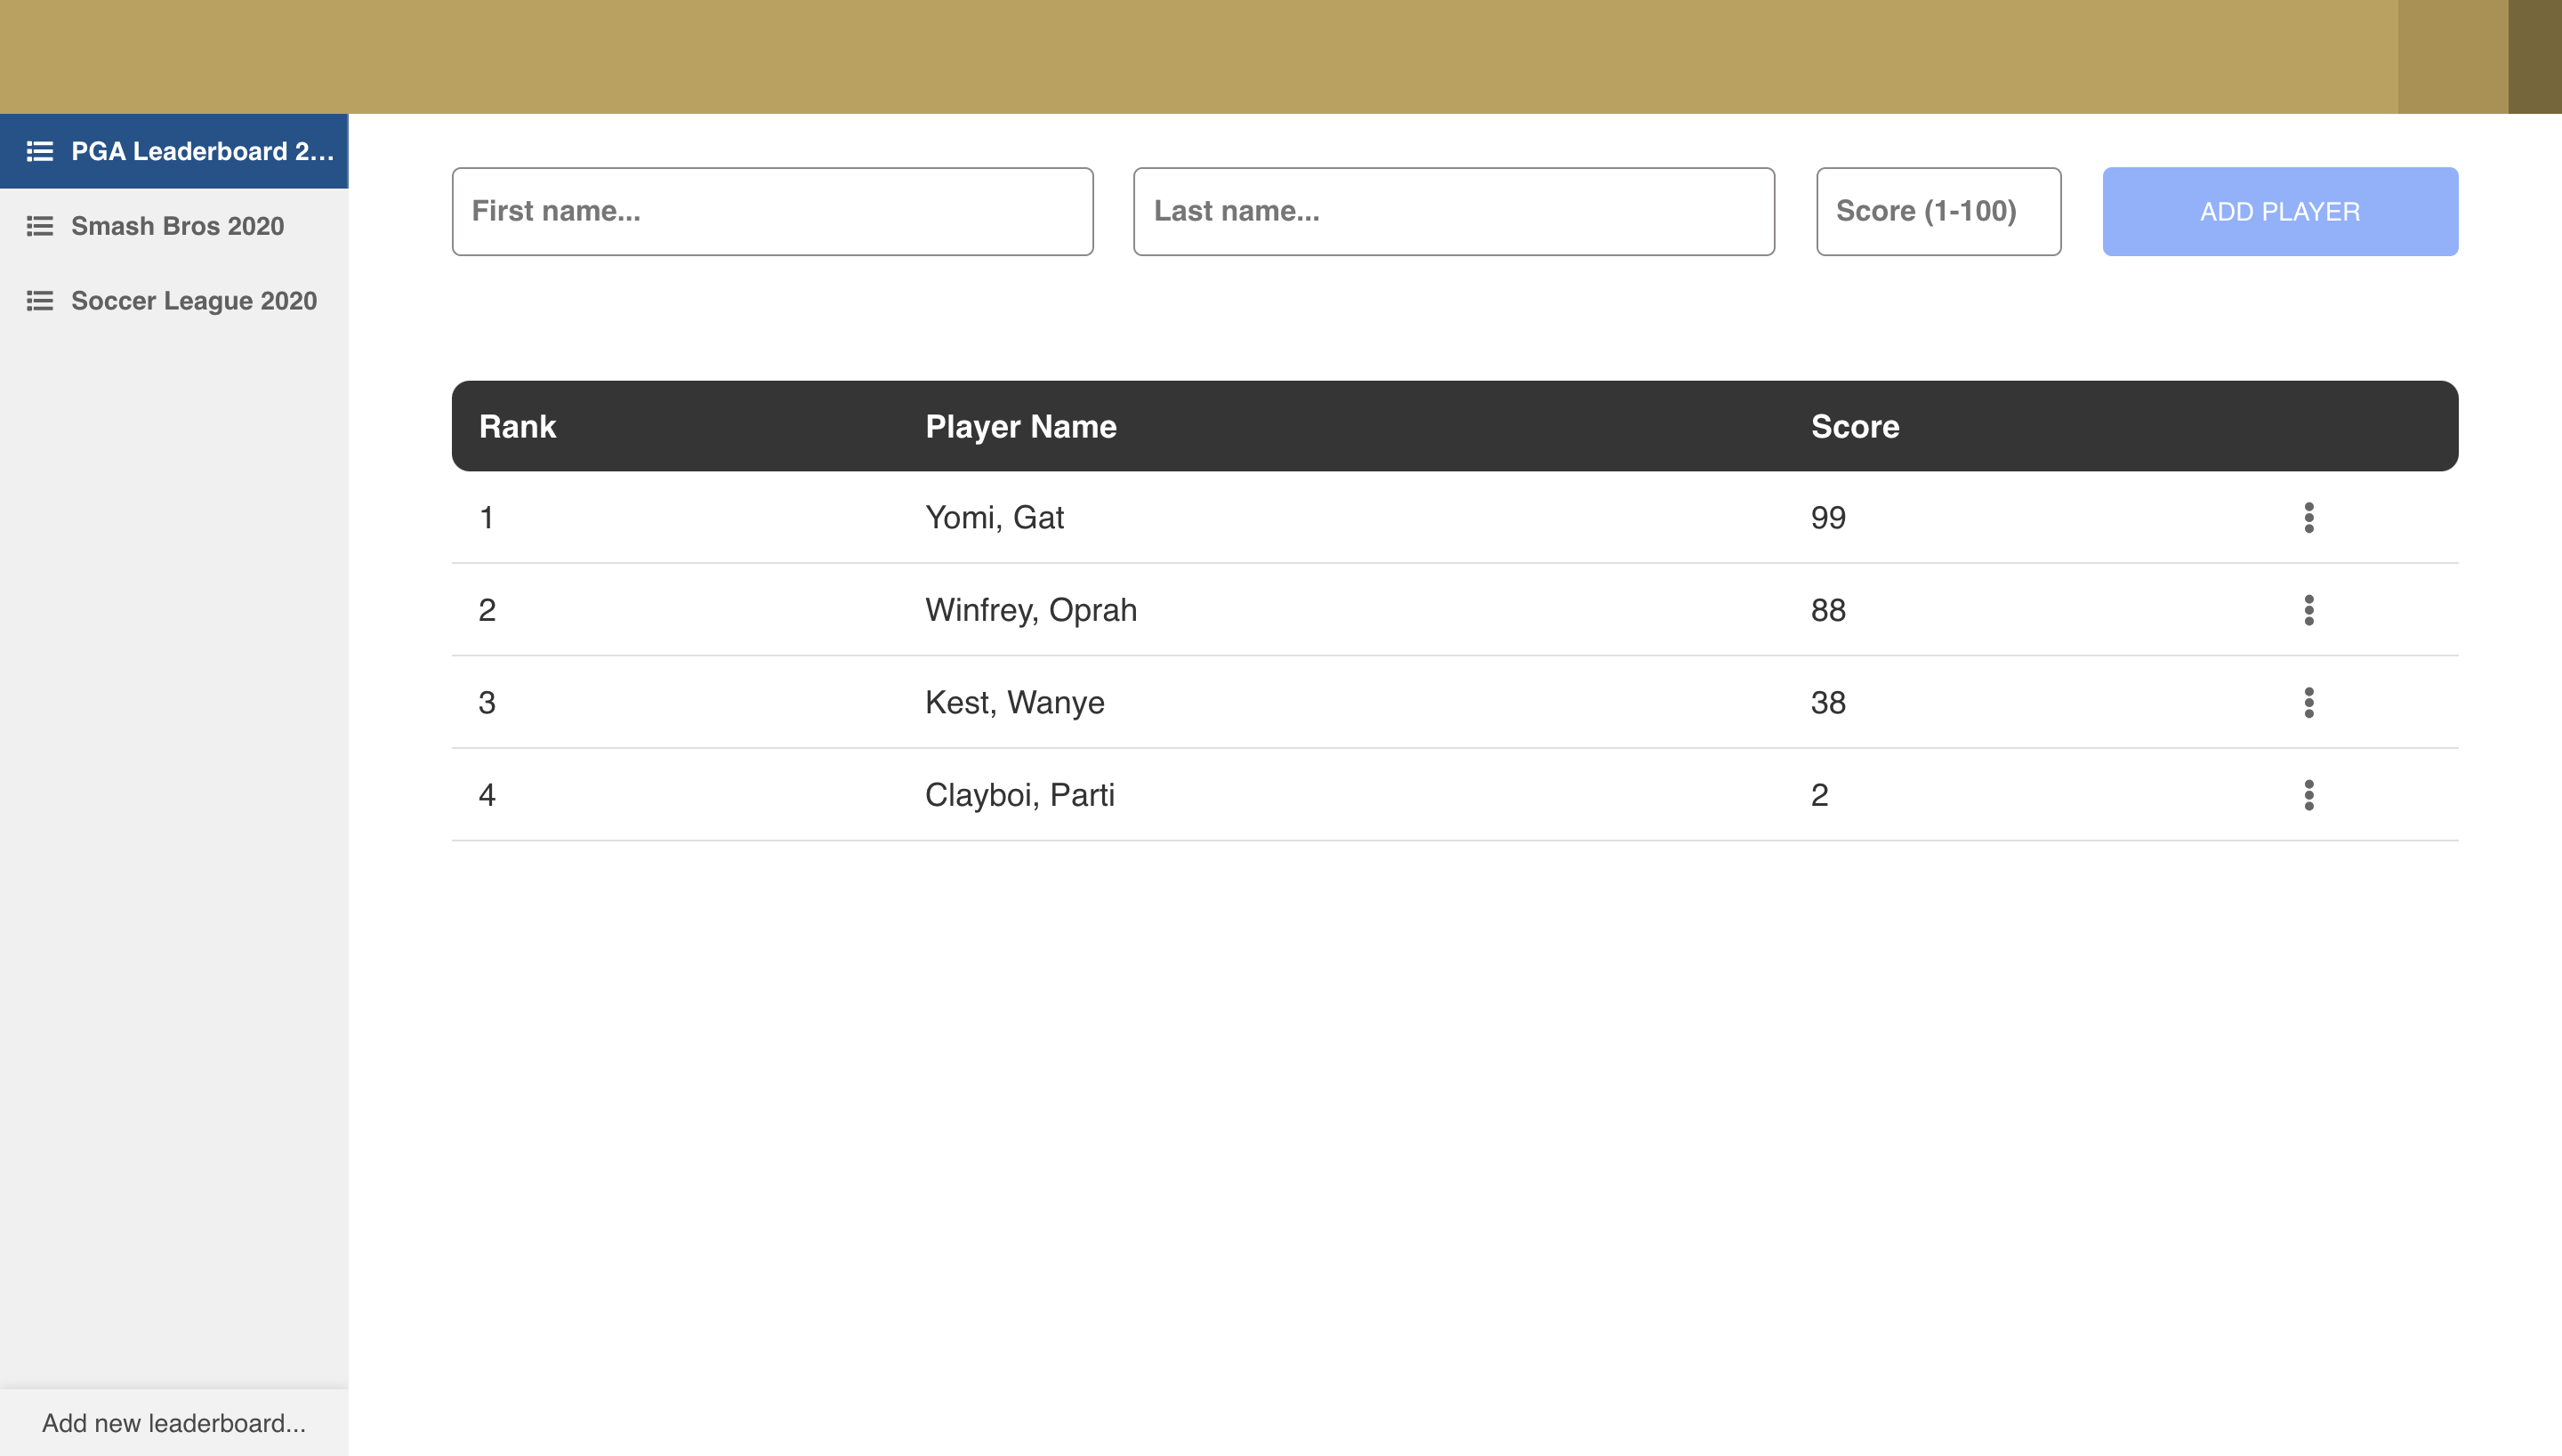 PGA Leaderboard 2...
Smash Bros 2020
Soccer League 2020
Add new leaderboard...
First name... Last name... Score (1-100) ADD PLAYER
Rank Player Name Score
1 Yomi, Gat 99
2 Winfrey, Oprah 88
3 Kest, Wanye 38
4 Clayboi, Parti 2